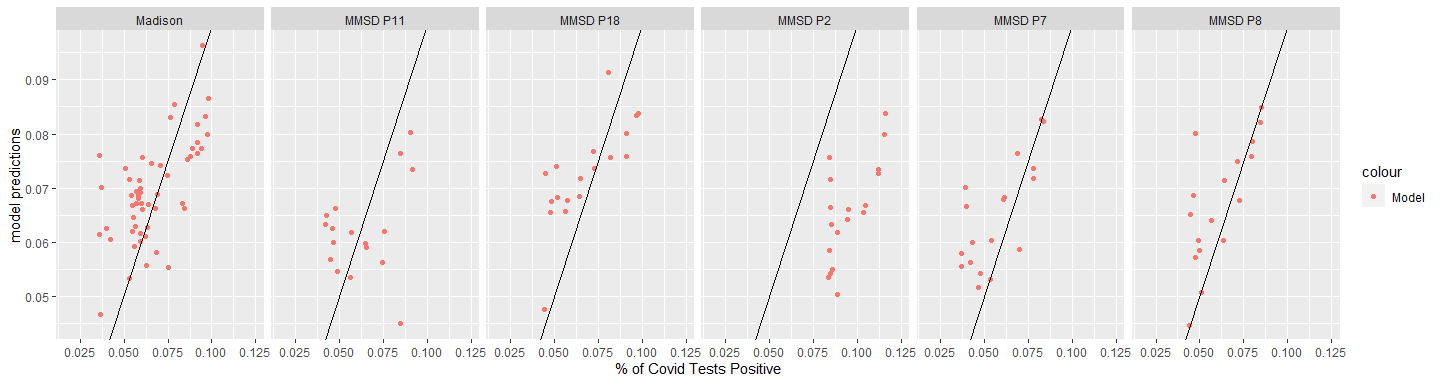 Madison MMSD P11 MMSD P18 MMSD P2 MMSD P7 MMSD P8
0.09
0.08
0.07
0.06
0.05
model predictions
0.025 0.050 0.075 0.100 0.125 0.025 0.050 0.075 0.100 0.125 0.025 0.050 0.075 0.100 0.125 0.025 0.050 0.075 0.100 0.125 0.025 0.050 0.075 0.100 0.125 0.025 0.050 0.075 0.100 0.125
% of Covid Tests Positive
colour
Model